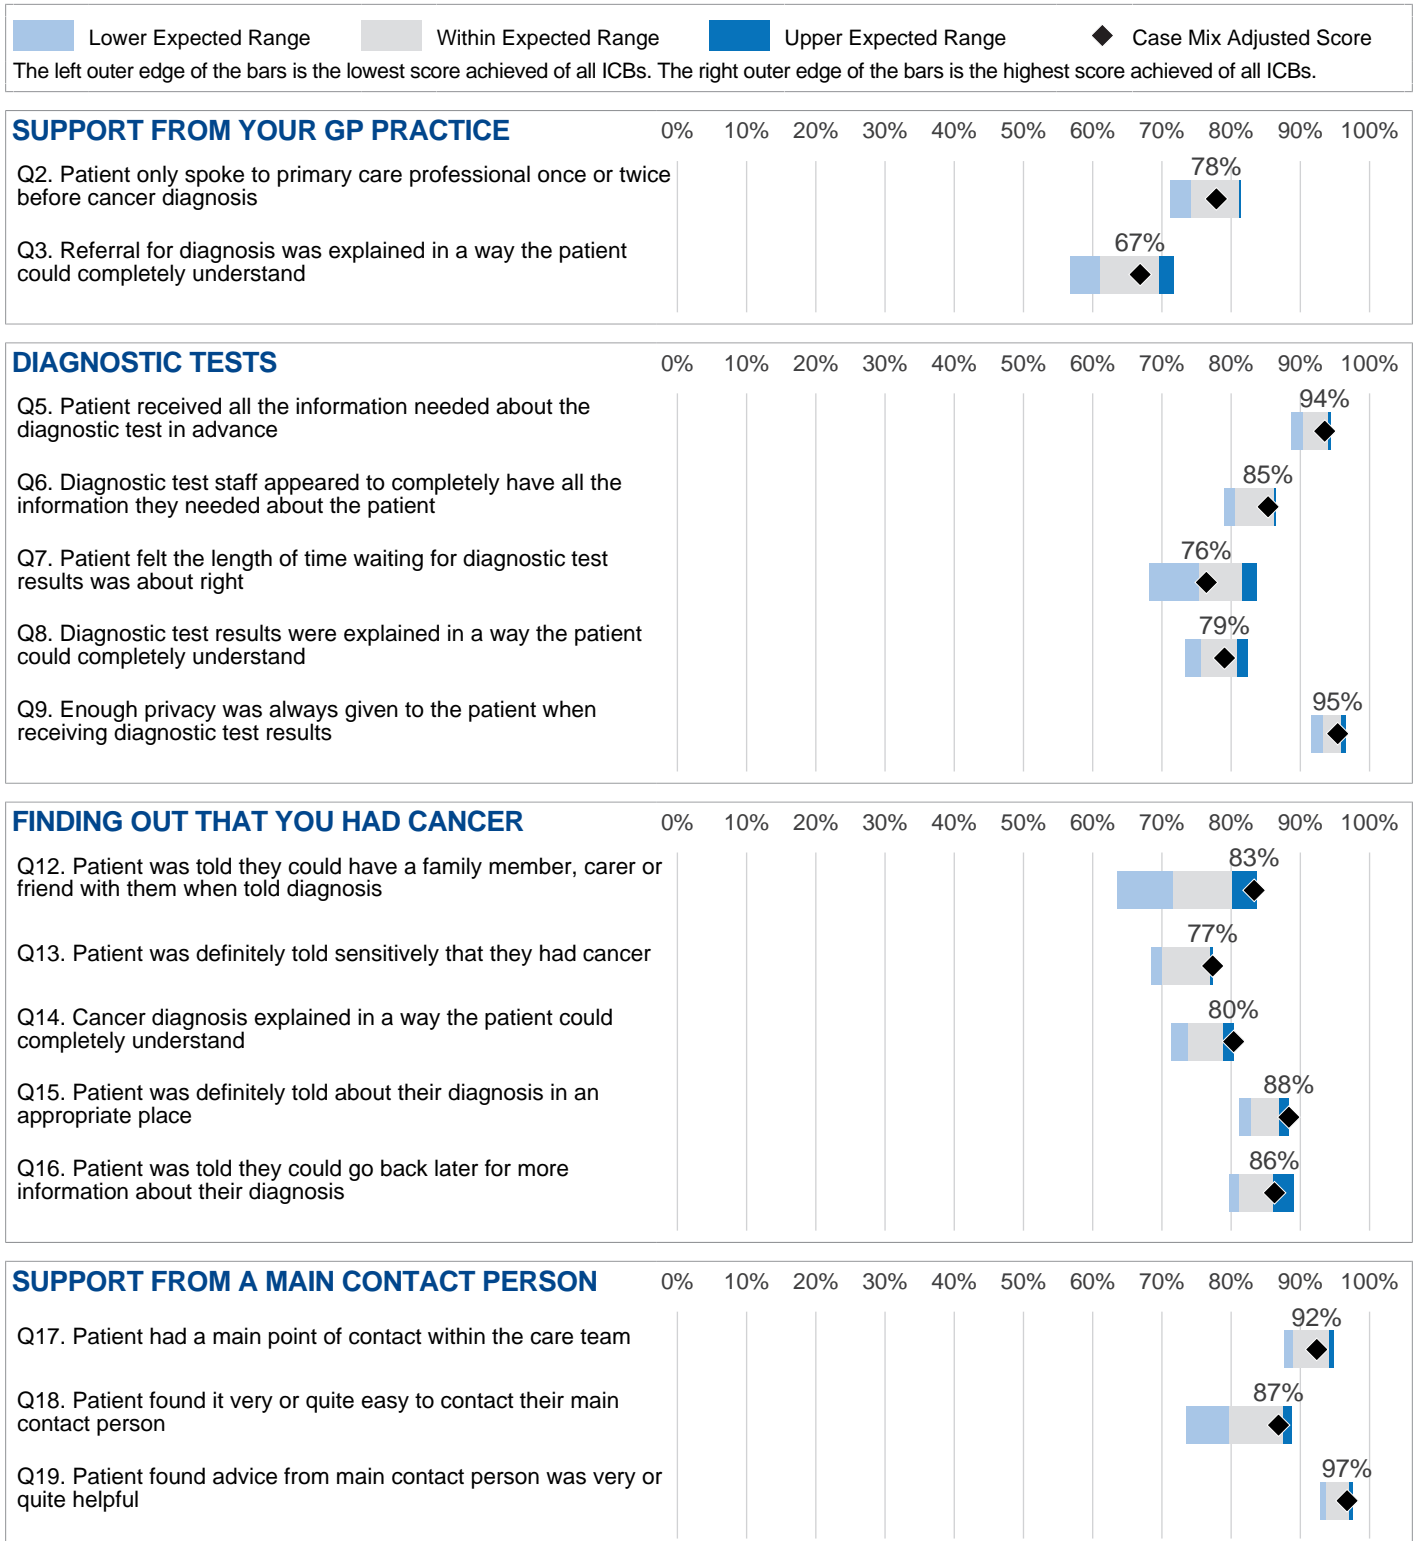 Lower Expected Range Within Expected Range Upper Expected Range Case Mix Adjusted Score
The left outer edge of the bars is the lowest score achieved of all ICBs. The right outer edge of the bars is the highest score achieved of all ICBs.
SUPPORT FROM YOUR GP PRACTICE 0% 10% 20% 30% 40% 50% 60% 70% 80% 90% 100%
78%
Q2. Patient only spoke to primary care professional once or twice
before cancer diagnosis
67%
Q3. Referral for diagnosis was explained in a way the patient
could completely understand
DIAGNOSTIC TESTS 0% 10% 20% 30% 40% 50% 60% 70% 80% 90% 100%
94%
Q5. Patient received all the information needed about the
diagnostic test in advance
85%
Q6. Diagnostic test staff appeared to completely have all the
information they needed about the patient
76%
Q7. Patient felt the length of time waiting for diagnostic test
results was about right
79%
Q8. Diagnostic test results were explained in a way the patient
could completely understand
95%
Q9. Enough privacy was always given to the patient when
receiving diagnostic test results
FINDING OUT THAT YOU HAD CANCER 0% 10% 20% 30% 40% 50% 60% 70% 80% 90% 100%
83%
Q12. Patient was told they could have a family member, carer or
friend with them when told diagnosis
77%
Q13. Patient was definitely told sensitively that they had cancer
80%
Q14. Cancer diagnosis explained in a way the patient could
completely understand
88%
Q15. Patient was definitely told about their diagnosis in an
appropriate place
86%
Q16. Patient was told they could go back later for more
information about their diagnosis
SUPPORT FROM A MAIN CONTACT PERSON 0% 10% 20% 30% 40% 50% 60% 70% 80% 90% 100%
92%
Q17. Patient had a main point of contact within the care team
87%
Q18. Patient found it very or quite easy to contact their main
contact person
97%
Q19. Patient found advice from main contact person was very or
quite helpful